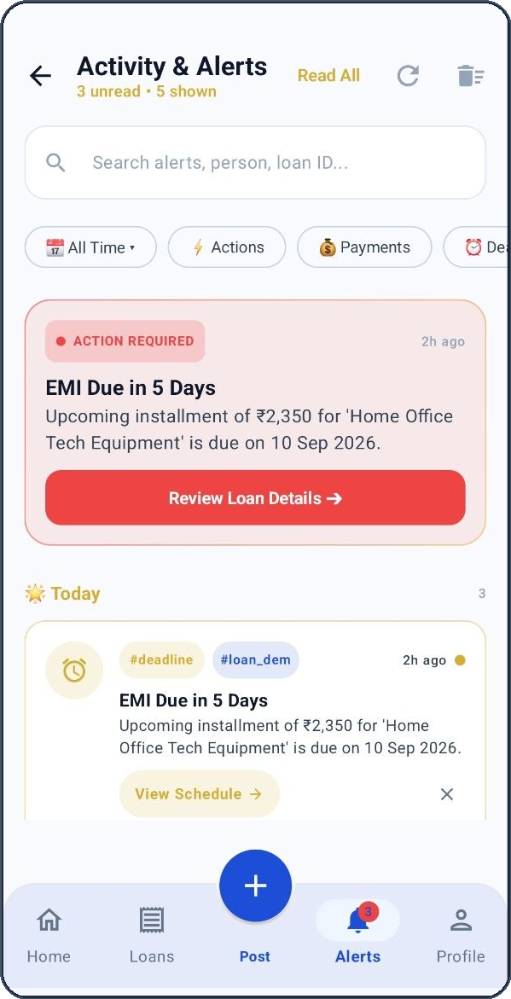 Activity & Alerts
3 unread • 5 shown
Read All
Search alerts, person, loan ID...
17 All Time ▾
Actions
Payments
Dea
ACTION REQUIRED
2h ago
EMI Due in 5 Days
Upcoming installment of ₹2,350 for 'Home Office
Tech Equipment' is due on 10 Sep 2026.
Review Loan Details →
Today
3
#deadline
#loan_dem
2h ago
EMI Due in 5 Days
Upcoming installment of ₹2,350 for 'Home
Office Tech Equipment' is due on 10 Sep 2026.
View Schedule →
3
Home
Loans
Post
Alerts
Profile